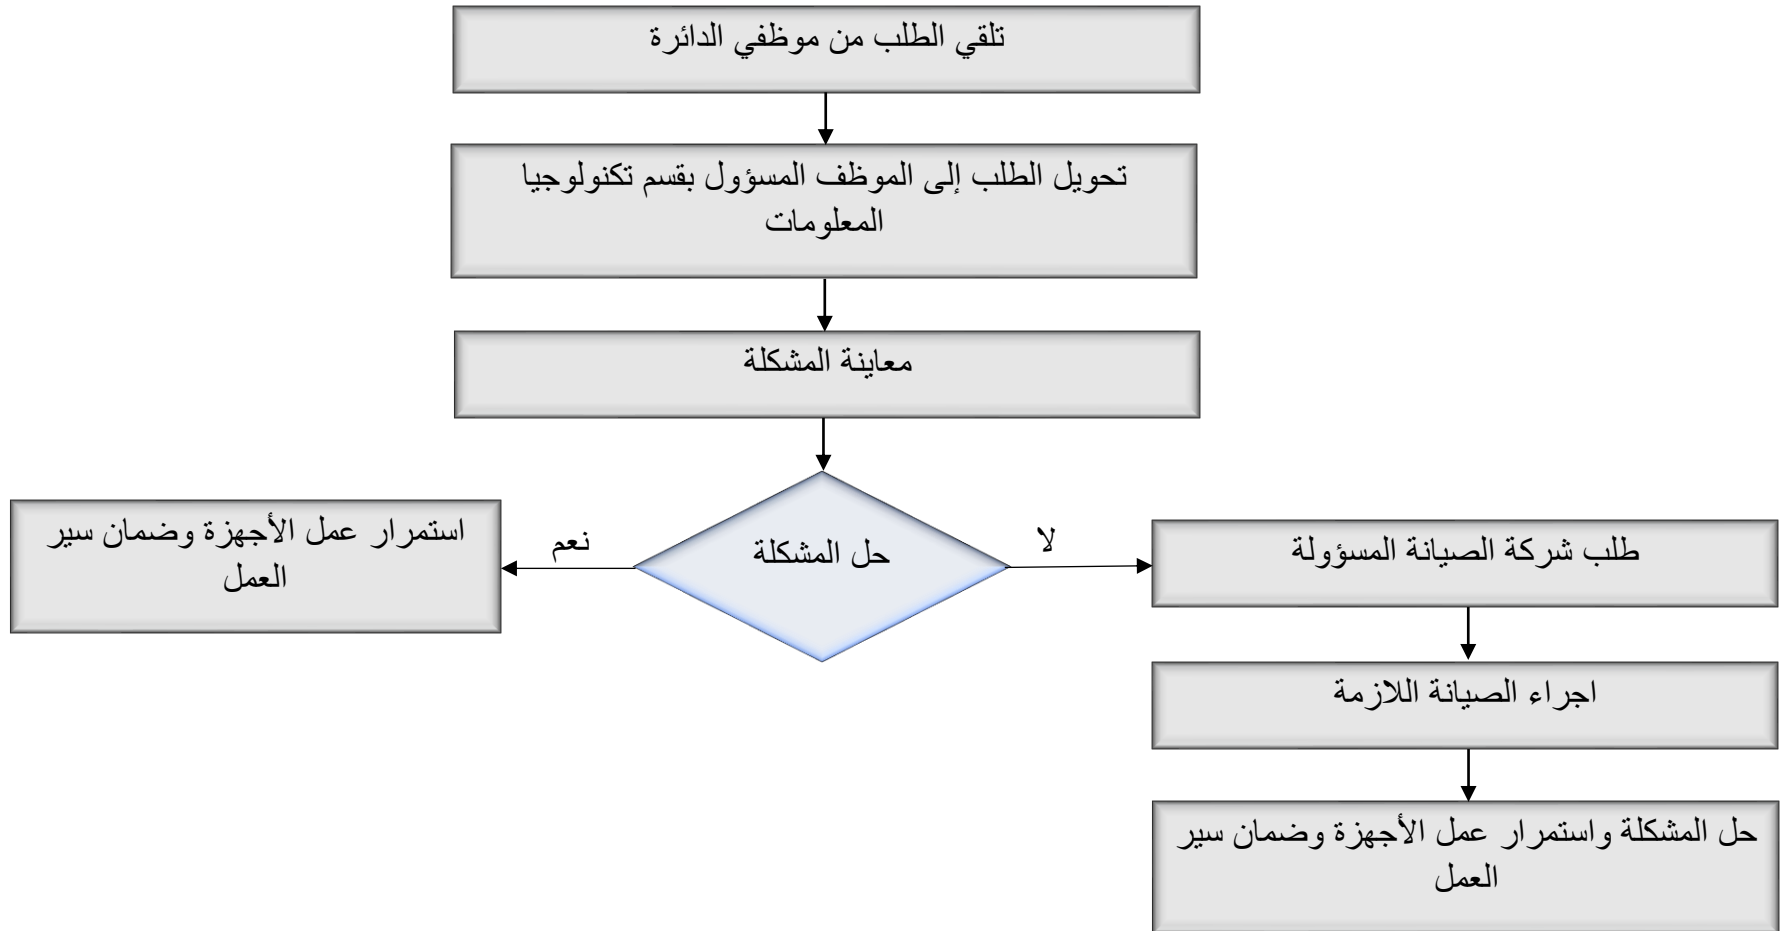 تلقي الطلب من موظفي الدائرة
تحويل الطلب إلى الموظف المسؤول بقسم تكنولوجيا
المعلومات
معاينة المشكلة
حل المشكلة
لا
نعم
طلب شركة الصيانة المسؤولة
اجراء الصيانة اللازمة
حل المشكلة واستمرار عمل الأجهزة وضمان سير
العمل
استمرار عمل الأجهزة وضمان سير
العمل